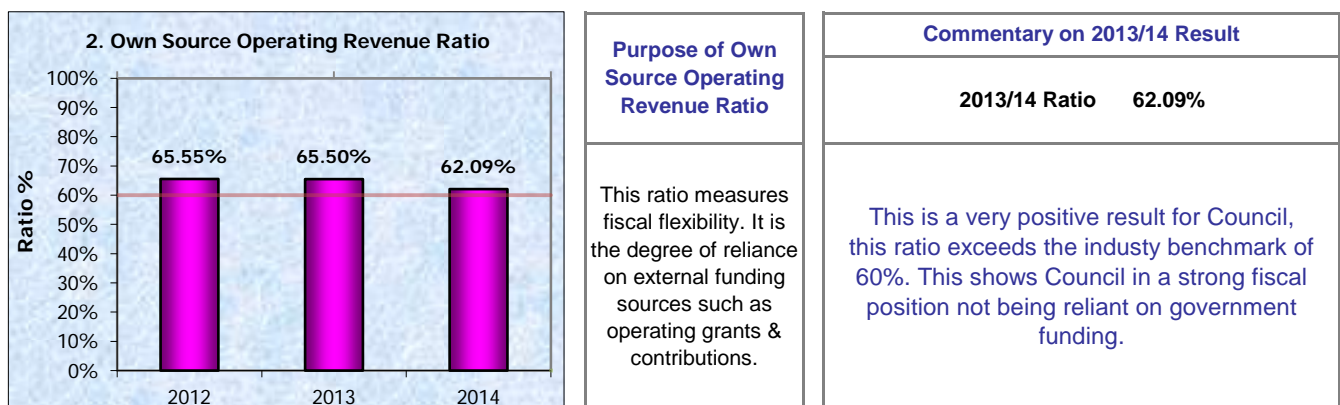 2. Own Source Operating Revenue Ratio
100%
90%
80%
70%
60%
50%
40%
30%
20%
10%
0%
Ratio %
65.55%
65.50%
62.09%
2012
2013
2014
Purpose of Own
Source Operating
Revenue Ratio
This ratio measures
fiscal flexibility. It is
the degree of reliance
on external funding
sources such as
operating grants &
contributions.
Commentary on 2013/14 Result
2013/14 Ratio 62.09%
This is a very positive result for Council,
this ratio exceeds the industy benchmark of
60%. This shows Council in a strong fiscal
position not being reliant on government
funding.